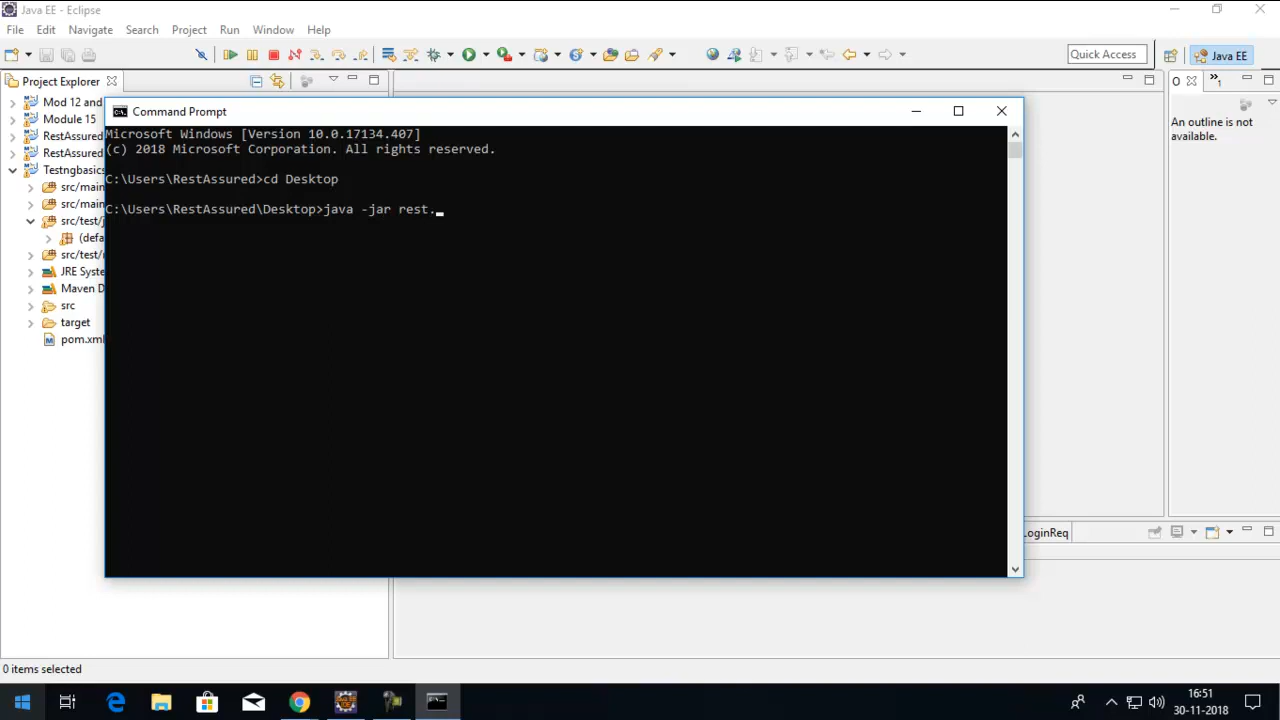 Java EE - Eclipse
File Edit Navigate Search Project Run Window Help
Quick Access
Java EE
Project Explorer
O
»1
Mod 12 and
Module 15
RestAssured
RestAssured
Testngbasics
src/main
src/main
src/test/j
(defa
src/test/r
JRE Syste
Maven D
src
target
pom.xml
An outline is not
available.
Command Prompt
Microsoft Windows [Version 10.0.17134.407]
(c) 2018 Microsoft Corporation. All rights reserved.
C:\Users\RestAssured>cd Desktop
C:\Users\RestAssured\Desktop>java -jar rest.
LoginReq
0 items selected
16:51
30-11-2018